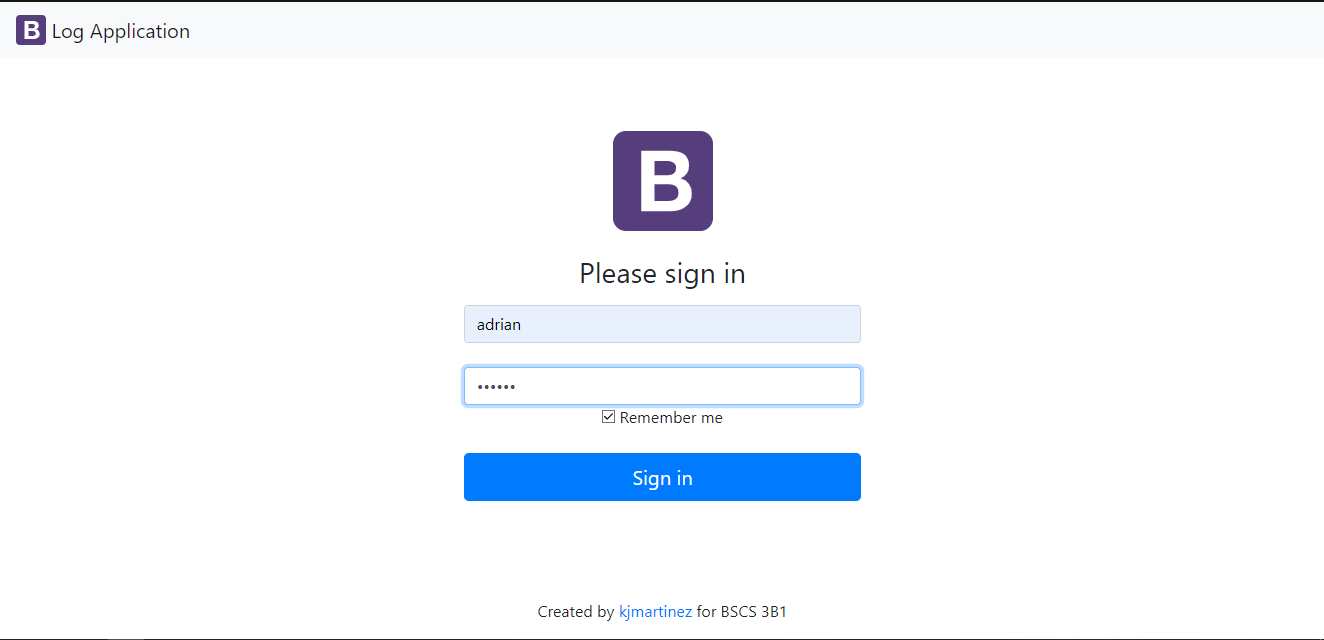 B Log Application
B
Please sign in
adrian
••••••
Remember me
Sign in
Created by kjmartinez for BSCS 3B1